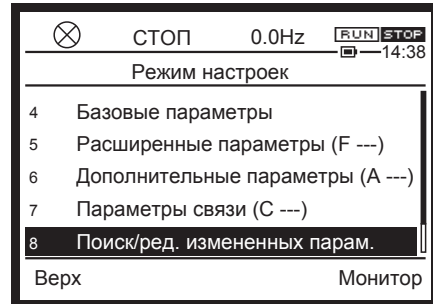 СТОП 0.0Hz RUN STOP
14:38
Режим настроек
4 Базовые параметры
5 Расширенные параметры (F ---)
6 Дополнительные параметры (A ---)
7 Параметры связи (C ---)
8 Поиск/ред. измененных парам.
Верх Монитор